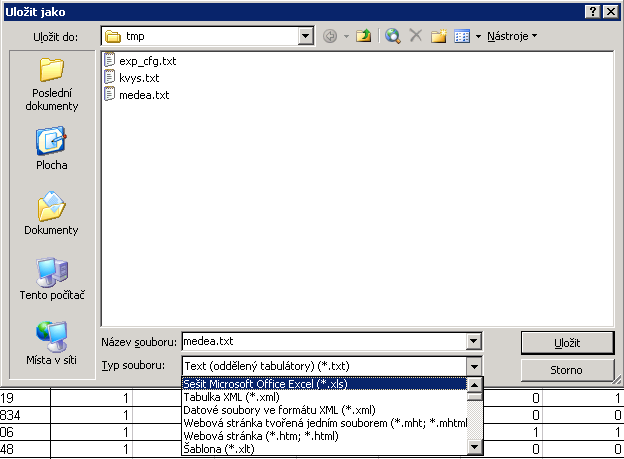 Uložit jako
Uložit do:
tmp
Nástroje
exp_cfg.txt
kvys.txt
medea.txt
Poslední dokumenty
Plocha
Dokumenty
Tento počítač
Místa v síti
Název souboru:
medea.txt
Uložit
Typ souboru:
Text (oddělený tabulátory) (*.txt)
Storno
Sešit Microsoft Office Excel (*.xls)
Tabulka XML (*.xml)
Datové soubory ve formátu XML (*.xml)
Webová stránka tvořená jedním souborem (*.mht; *.mhtml
Webová stránka (*.htm; *.html)
Šablona (*.xlt)
19 1 0 1
834 1 0 0
06 1 1 1
48 1 0 0